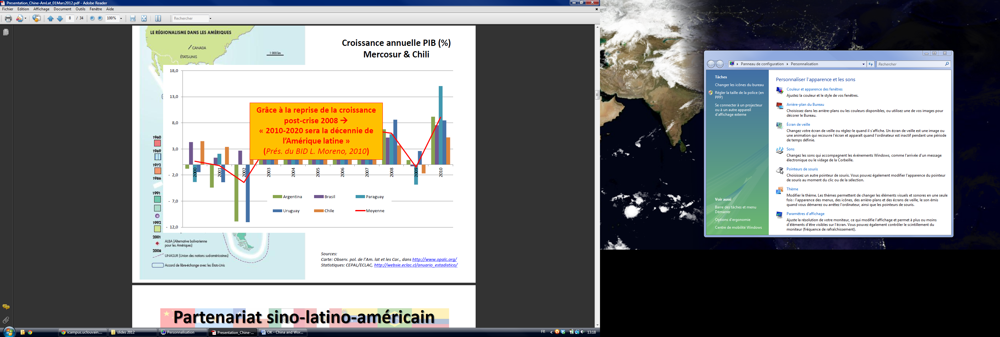 Presentation_Chine-AmLat_01Mars2012.pdf - Adobe Reader
Fichier Edition Affichage Document Outils Fenêtre Aide
8 / 34 100% Rechercher
LE RÉGIONALISME DANS LES AMÉRIQUES
CANADA
ÉTATS-UNIS
1 000 km
Croissance annuelle PIB (%)
Mercosur & Chili
18,0
13,0
8,0
3,0
- 2,0
- 7,0
- 12,0
Grâce à la reprise de la croissance
post-crise 2008 →
« 2010-2020 sera la décennie de
l'Amérique latine »
(Prés. du BID L. Moreno, 2010)
2000 2001 2002 2003 2004 2005 2006 2007 2008 2009 2010
Argentina Brasil Paraguay
Uruguay Chile Moyenne
1960
1969
1972
1986
1991
1992
2001
ALBA (Alternative bolivarienne
pour les Amériques)
2008
UNASUR (Union des nations sud-américaines)
Accord de libre-échange avec les États-Unis
Sources:
Carte: Observ. pol. de l'Am. lat et les Car., dans http://www.opalc.org/
Statistiques: CEPAL/ECLAC, http://websie.eclac.cl/anuario_estadistico/
Partenariat sino-latino-américain
icampus.uclouvain.... slides 2012 Personnalisation Presentation_Chine-... OK - China and Wor...
FR 13:18
Panneau de configuration Personnalisation Rechercher
Tâches
Changer les icônes du bureau
Régler la taille de la police (en
PPP)
Se connecter à un projecteur
ou à un autre appareil
d'affichage externe
Voir aussi
Barre des tâches et menu
Démarrer
Options d'ergonomie
Centre de mobilité Windows
Personnaliser l'apparence et les sons
Couleur et apparence des fenêtres
Ajustez la couleur et le style de vos fenêtres.
Arrière-plan du Bureau
Choisissez dans les arrière-plans ou les couleurs disponibles, ou utilisez une de vos images pour
décorer le Bureau.
Écran de veille
Changez votre écran de veille ou réglez-le quand il s'affiche. Un écran de veille est une image ou
une animation qui recouvre l'écran et apparaît quand l'ordinateur est inactif pendant une période
de temps définie.
Sons
Changez les sons qui accompagnent les événements Windows, comme l'arrivée d'un message
électronique ou le vidage de la Corbeille.
Pointeurs de souris
Choisissez un autre pointeur de souris. Vous pouvez également modifier l'apparence du pointeur
de souris au moment du clic ou de la sélection.
Thème
Modifier le thème. Les thèmes permettent de changer les éléments visuels et sonores en une seule
fois : l'apparence des menus, des icônes, des arrière-plans et des écrans de veille, le son émis
quand vous démarrez ou arrêtez l'ordinateur, ainsi que les pointeurs de souris.
Paramètres d'affichage
Ajuste la résolution de votre moniteur, ce qui modifie l'affichage et permet à plus ou moins
d'éléments d'être visibles sur l'écran. Vous pouvez également contrôler le scintillement du
moniteur (fréquence de rafraîchissement).